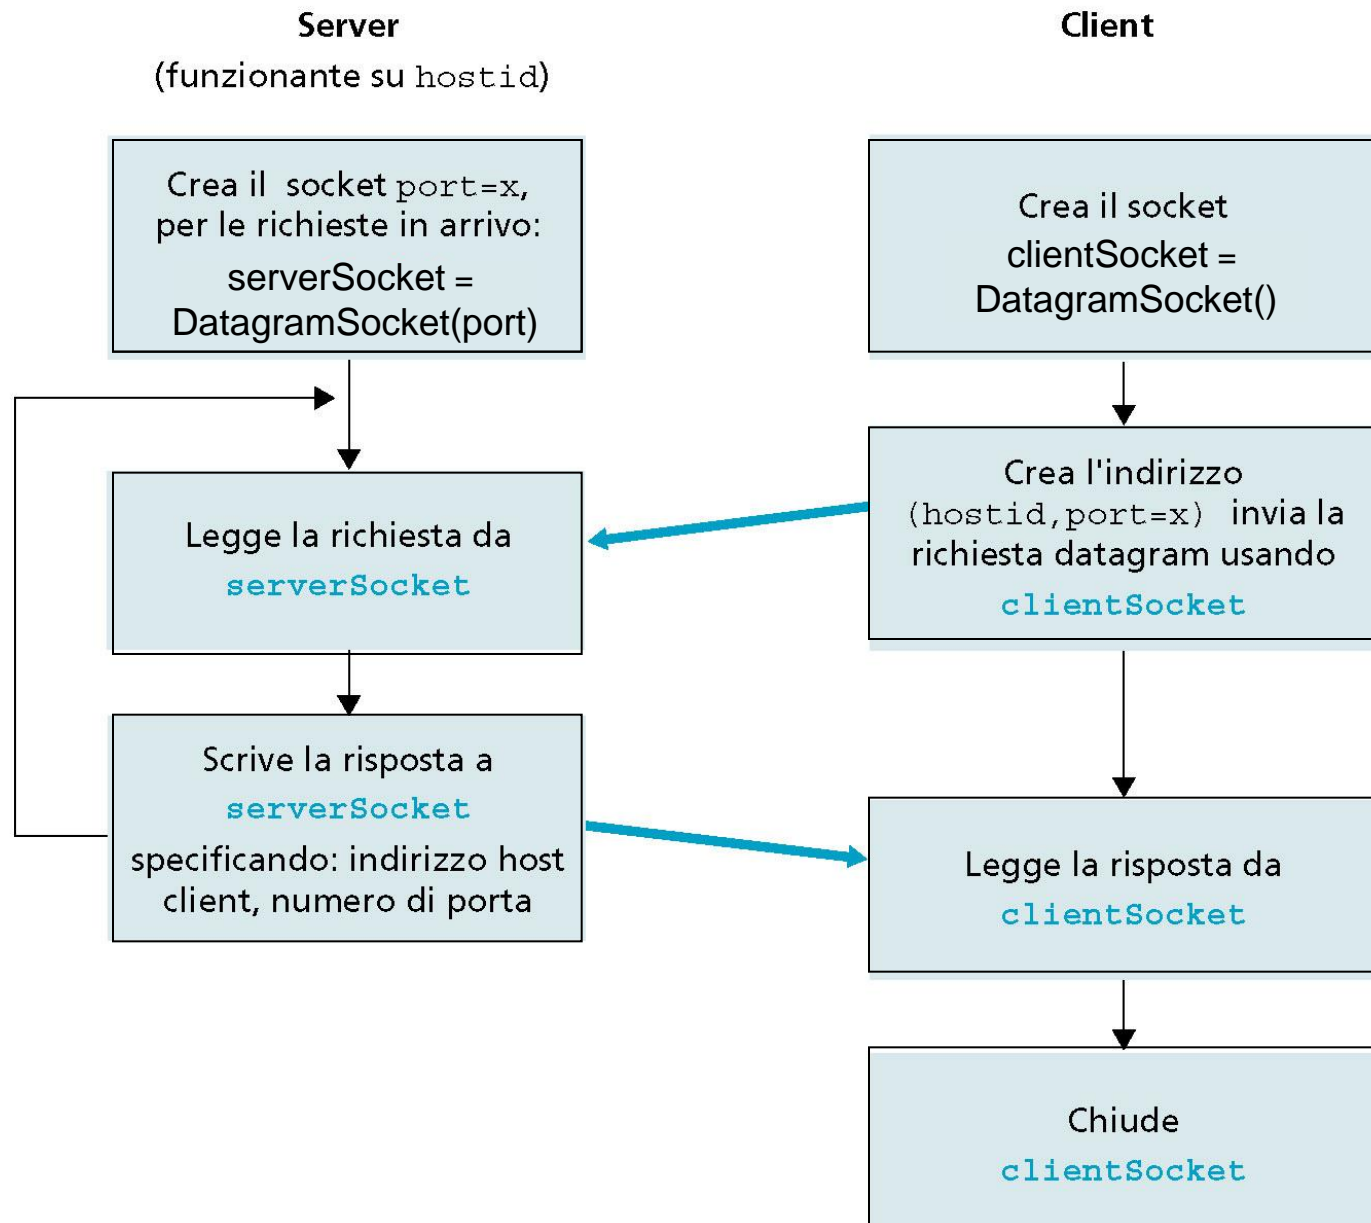 Server
(funzionante su hostid)
Crea il socket port=x,
per le richieste in arrivo:
serverSocket =
DatagramSocket(port)
Legge la richiesta da
serverSocket
Scrive la risposta a
serverSocket
specificando: indirizzo host
client, numero di porta
Client
Crea il socket
clientSocket =
DatagramSocket()
Crea l'indirizzo
(hostid,port=x) invia la
richiesta datagram usando
clientSocket
Legge la risposta da
clientSocket
Chiude
clientSocket